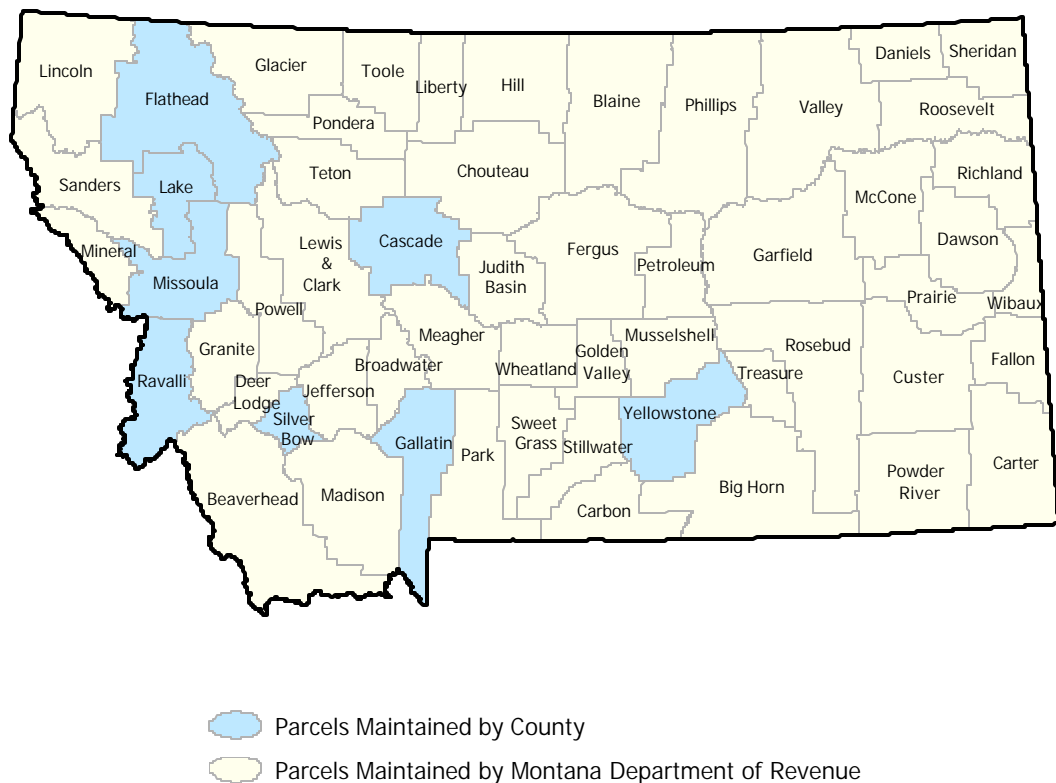 Lincoln
Flathead
Glacier
Toole
Liberty
Hill
Blaine
Phillips
Valley
Daniels
Sheridan
Roosevelt
Pondera
Teton
Chouteau
Sanders
Lake
McCone
Richland
Mineral
Missoula
Lewis
&
Clark
Cascade
Judith
Basin
Fergus
Petroleum
Garfield
Dawson
Prairie
Wibaux
Powell
Granite
Meagher
Musselshell
Golden
Valley
Wheatland
Rosebud
Treasure
Custer
Fallon
Ravalli
Deer
Lodge
Jefferson
Broadwater
Silver
Bow
Gallatin
Park
Sweet
Grass
Stillwater
Yellowstone
Beaverhead
Madison
Carbon
Big Horn
Powder
River
Carter
Parcels Maintained by County
Parcels Maintained by Montana Department of Revenue